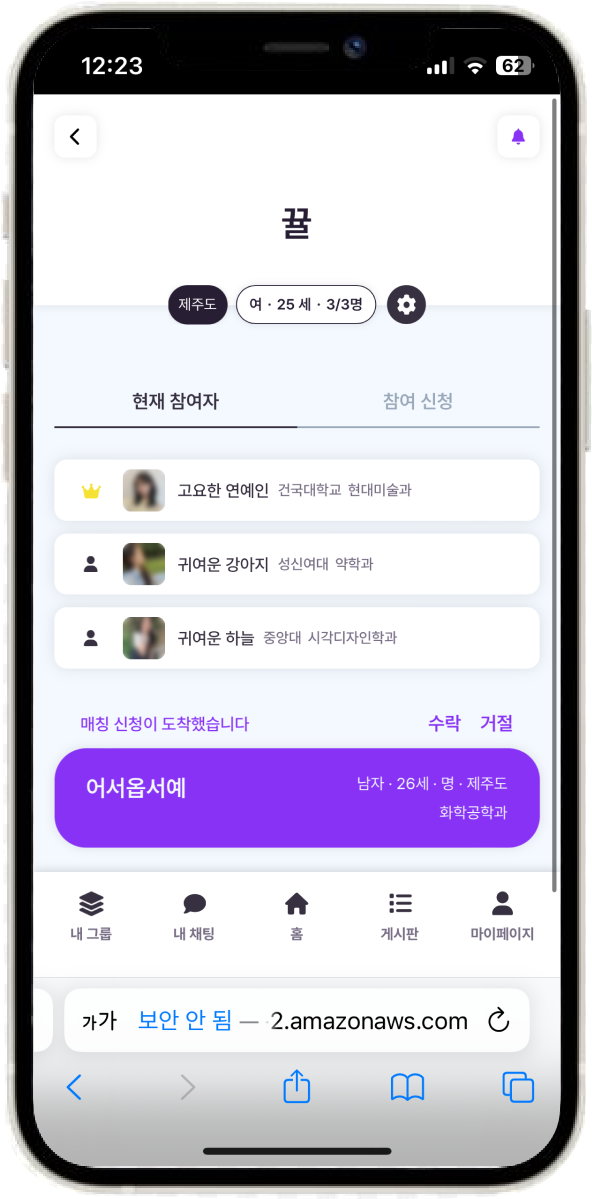 12:23
62
뀰
제주도
여 · 25 세 · 3/3명
현재 참여자
참여 신청
고요한 연예인 건국대학교 현대미술과
귀여운 강아지 성신여대 약학과
귀여운 하늘 중앙대 시각디자인학과
매칭 신청이 도착했습니다
수락 거절
어서옵서예
남자 · 26세 · 명 · 제주도
화학공학과
내 그룹
내 채팅
홈
게시판
마이페이지
가가 보안 안 됨 — 2.amazonaws.com